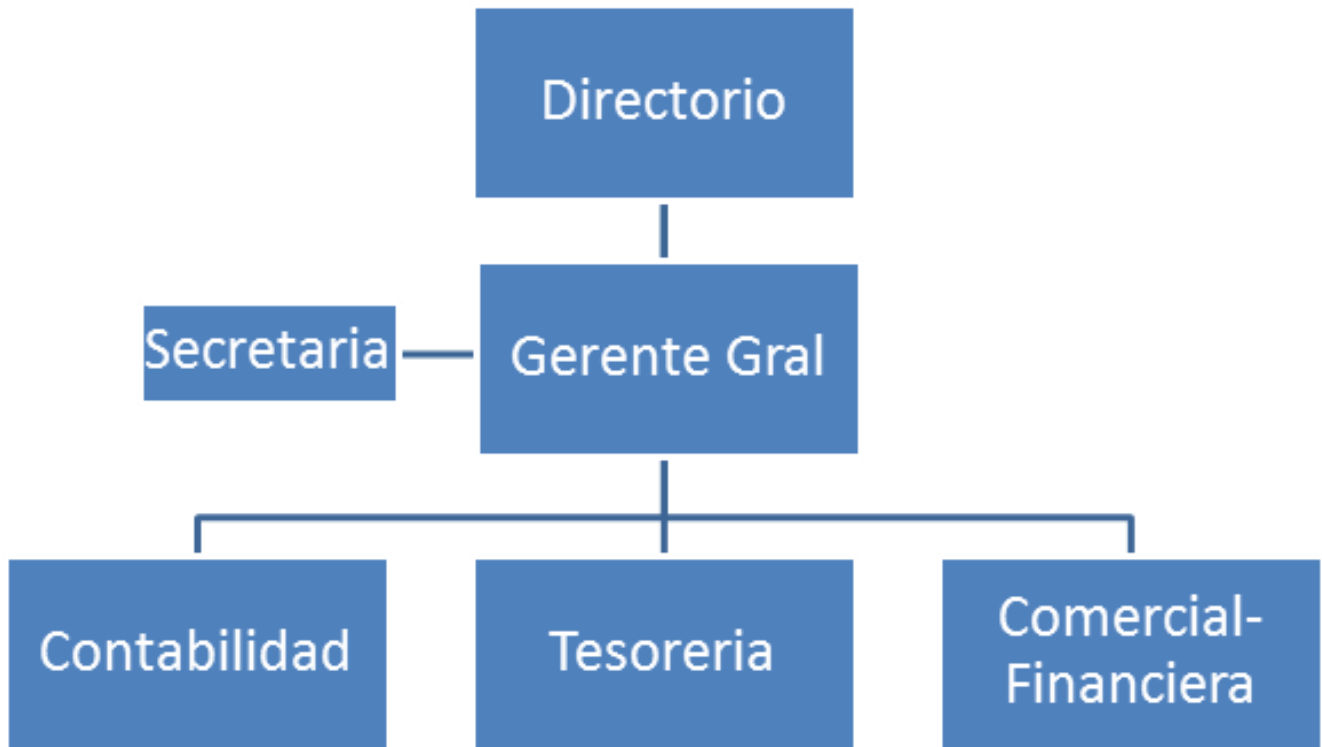 Directorio
Secretaria
Gerente Gral
Contabilidad
Tesoreria
Comercial-
Financiera